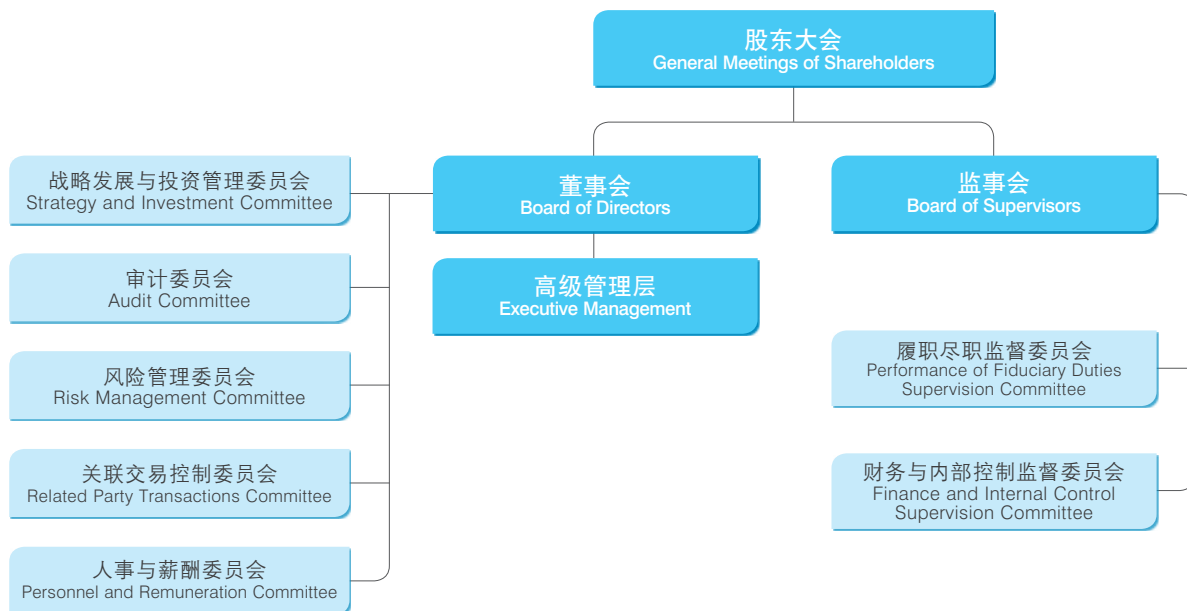 股东大会
General Meetings of Shareholders
董事会
Board of Directors
监事会
Board of Supervisors
高级管理层
Executive Management
战略发展与投资管理委员会
Strategy and Investment Committee
审计委员会
Audit Committee
风险管理委员会
Risk Management Committee
关联交易控制委员会
Related Party Transactions Committee
人事与薪酬委员会
Personnel and Remuneration Committee
履职尽职监督委员会
Performance of Fiduciary Duties
Supervision Committee
财务与内部控制监督委员会
Finance and Internal Control
Supervision Committee